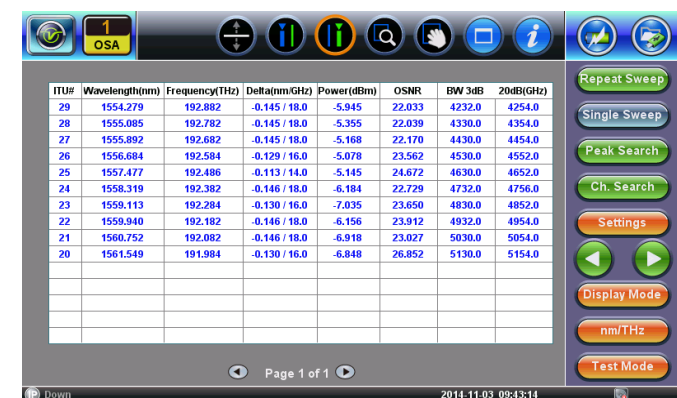 1
OSA
i
Repeat Sweep
Single Sweep
Peak Search
Ch. Search
Settings
Display Mode
nm/THz
Test Mode
ITU# Wavelength(nm) Frequency(THz) Delta(nm/GHz) Power(dBm) OSNR BW 3dB 20dB(GHz)
29 1554.279 192.882 -0.145 / 18.0 -5.945 22.033 4232.0 4254.0
28 1555.085 192.782 -0.145 / 18.0 -5.355 22.039 4330.0 4354.0
27 1555.892 192.682 -0.145 / 18.0 -5.168 22.170 4430.0 4454.0
26 1556.684 192.584 -0.129 / 16.0 -5.078 23.562 4530.0 4552.0
25 1557.477 192.486 -0.113 / 14.0 -5.145 24.672 4630.0 4652.0
24 1558.319 192.382 -0.146 / 18.0 -6.184 22.729 4732.0 4756.0
23 1559.113 192.284 -0.130 / 16.0 -7.035 23.650 4830.0 4852.0
22 1559.940 192.182 -0.146 / 18.0 -6.156 23.912 4932.0 4954.0
21 1560.752 192.082 -0.146 / 18.0 -6.918 23.027 5030.0 5054.0
20 1561.549 191.984 -0.130 / 16.0 -6.848 26.852 5130.0 5154.0
Page 1 of 1
IP Down 2014-11-03 09:43:14